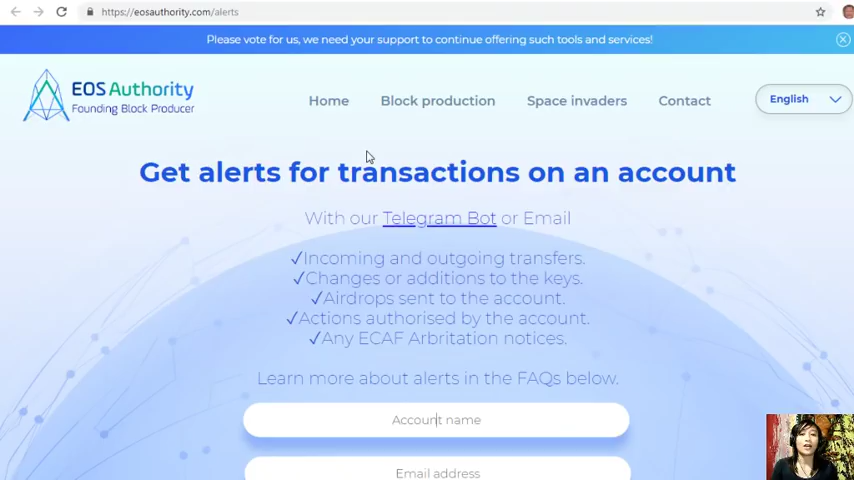 https://eosauthority.com/alerts
Please vote for us, we need your support to continue offering such tools and services!
EOS Authority
Founding Block Producer
Home
Block production
Space invaders
Contact
English
Get alerts for transactions on an account
With our Telegram Bot or Email
✓Incoming and outgoing transfers.
✓Changes or additions to the keys.
✓Airdrops sent to the account.
✓Actions authorised by the account.
✓Any ECAF Arbritation notices.
Learn more about alerts in the FAQs below.
Account name
Email address